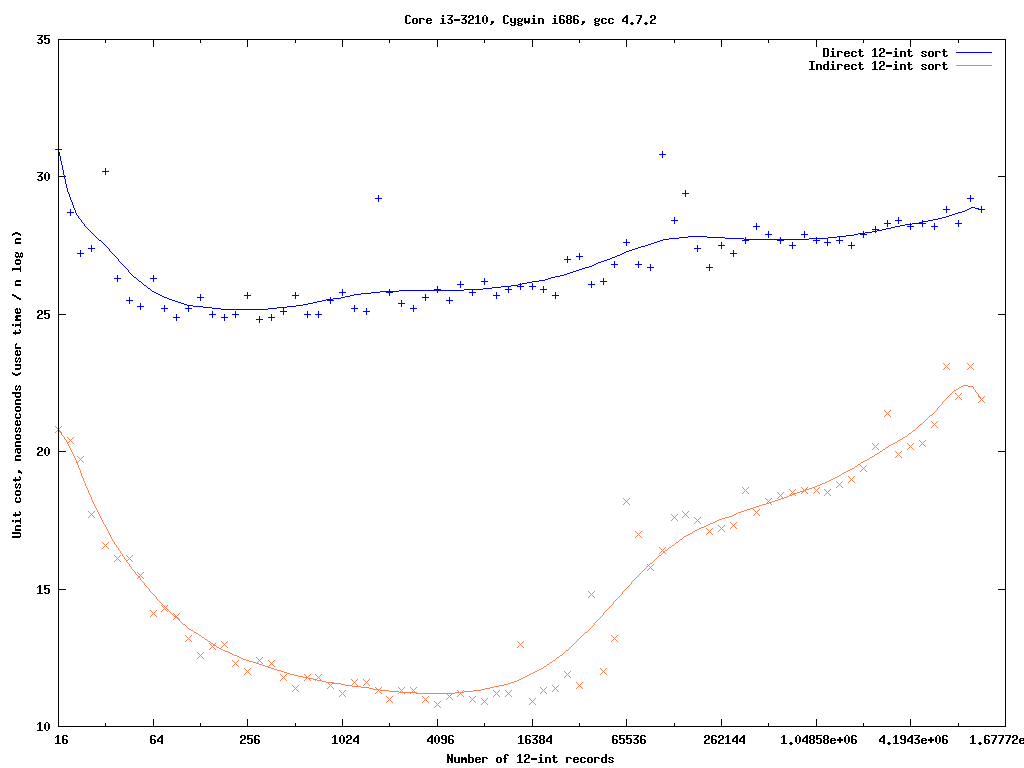 Core i3-3210, Cygwin i686, gcc 4.7.2
Direct 12-int sort
Indirect 12-int sort
Unit cost, nanoseconds (user time / n log n)
35
30
25
20
15
10
16 64 256 1024 4096 16384 65536 262144 1.04858e+06 4.1943e+06 1.67772e
Number of 12-int records